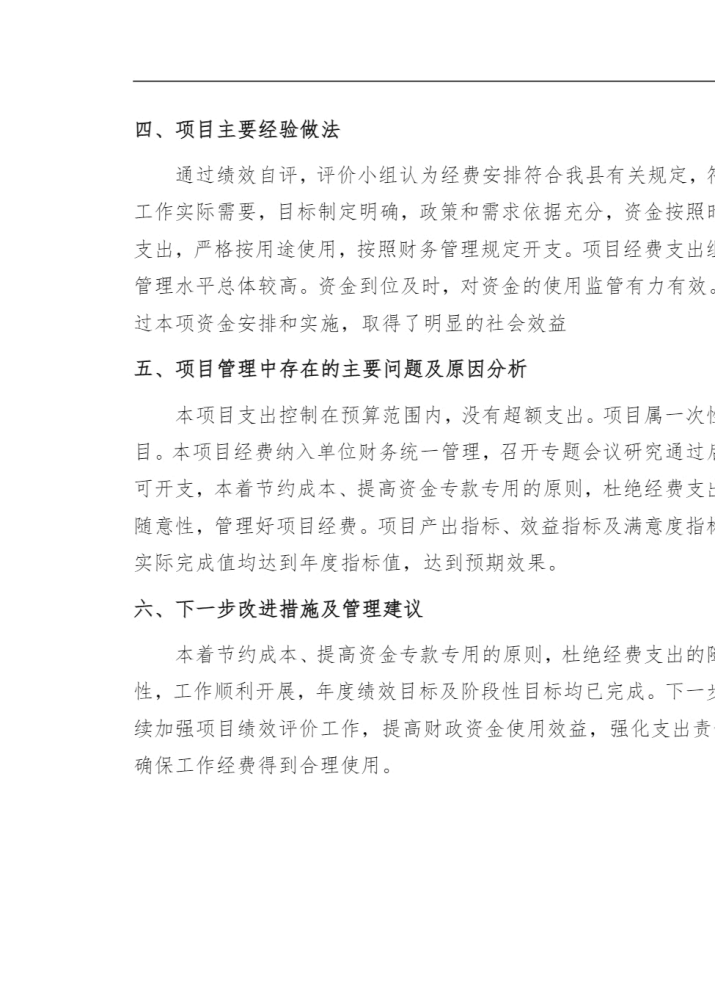 四、项目主要经验做法
通过绩效自评，评价小组认为经费安排符合我县有关规定，
工作实际需要，目标制定明确，政策和需求依据充分，资金按照
支出，严格按用途使用，按照财务管理规定开支。项目经费支出
管理水平总体较高。资金到位及时，对资金的使用监管有力有效。
过本项资金安排和实施，取得了明显的社会效益
五、项目管理中存在的主要问题及原因分析
本项目支出控制在预算范围内，没有超额支出。项目属一次
目。本项目经费纳入单位财务统一管理，召开专题会议研究通过
可开支，本着节约成本、提高资金专款专用的原则，杜绝经费支出
随意性，管理好项目经费。项目产出指标、效益指标及满意度指标
实际完成值均达到年度指标值，达到预期效果。
六、下一步改进措施及管理建议
本着节约成本、提高资金专款专用的原则，杜绝经费支出的
性，工作顺利开展，年度绩效目标及阶段性目标均已完成。下一步
续加强项目绩效评价工作，提高财政资金使用效益，强化支出责
确保工作经费得到合理使用。